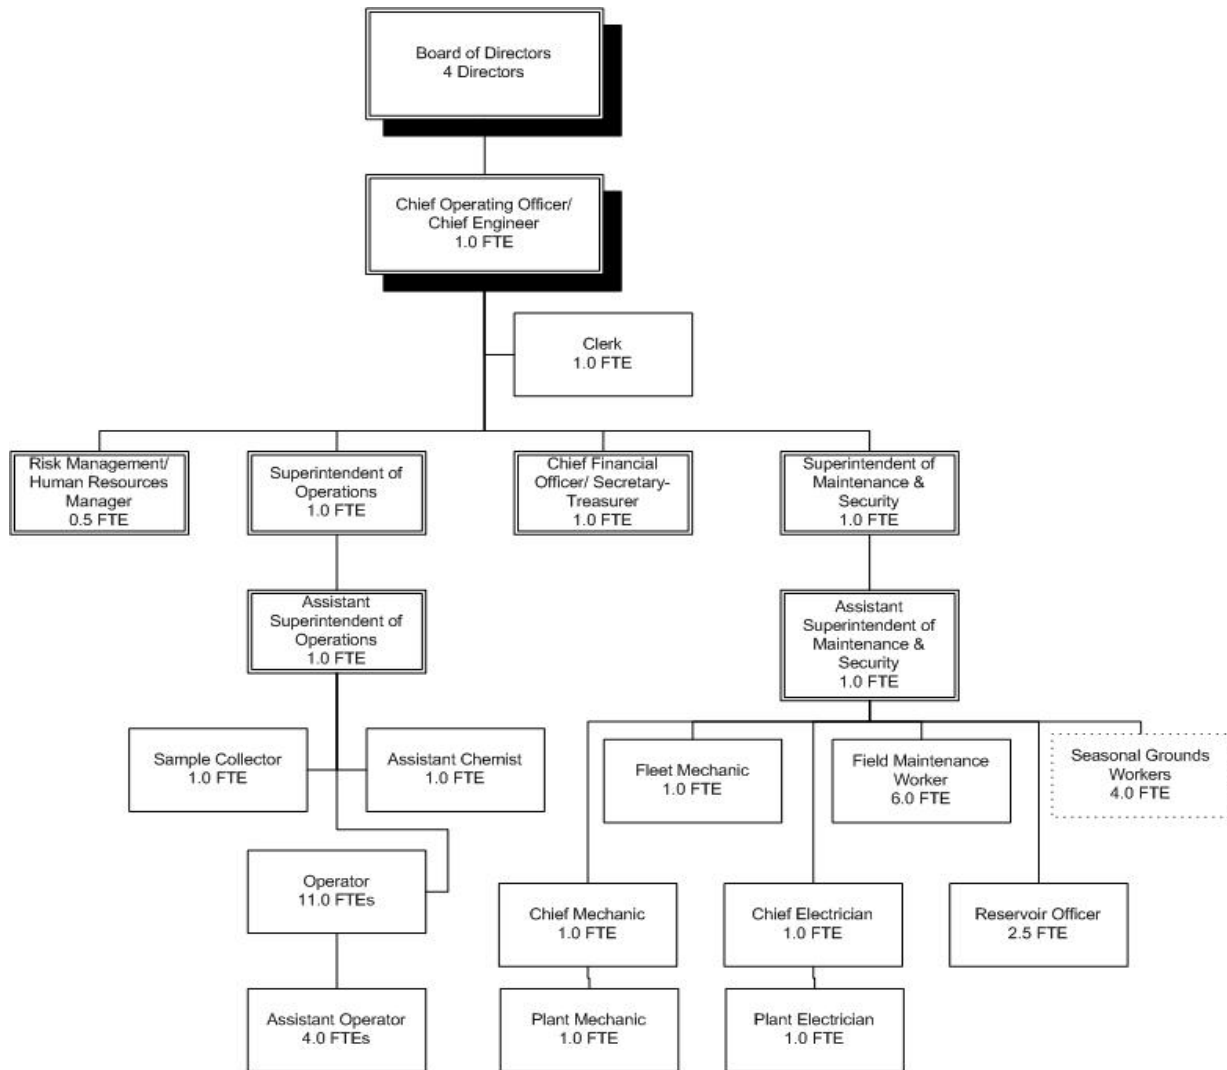 Board of Directors
4 Directors
Chief Operating Officer/
Chief Engineer
1.0 FTE
Clerk
1.0 FTE
Risk Management/
Human Resources
Manager
0.5 FTE
Superintendent of
Operations
1.0 FTE
Chief Financial
Officer/ Secretary-
Treasurer
1.0 FTE
Superintendent of
Maintenance &
Security
1.0 FTE
Assistant
Superintendent of
Operations
1.0 FTE
Assistant
Superintendent of
Maintenance &
Security
1.0 FTE
Sample Collector
1.0 FTE
Assistant Chemist
1.0 FTE
Fleet Mechanic
1.0 FTE
Field Maintenance
Worker
6.0 FTE
Seasonal Grounds
Workers
4.0 FTE
Operator
11.0 FTEs
Chief Mechanic
1.0 FTE
Chief Electrician
1.0 FTE
Reservoir Officer
2.5 FTE
Assistant Operator
4.0 FTEs
Plant Mechanic
1.0 FTE
Plant Electrician
1.0 FTE